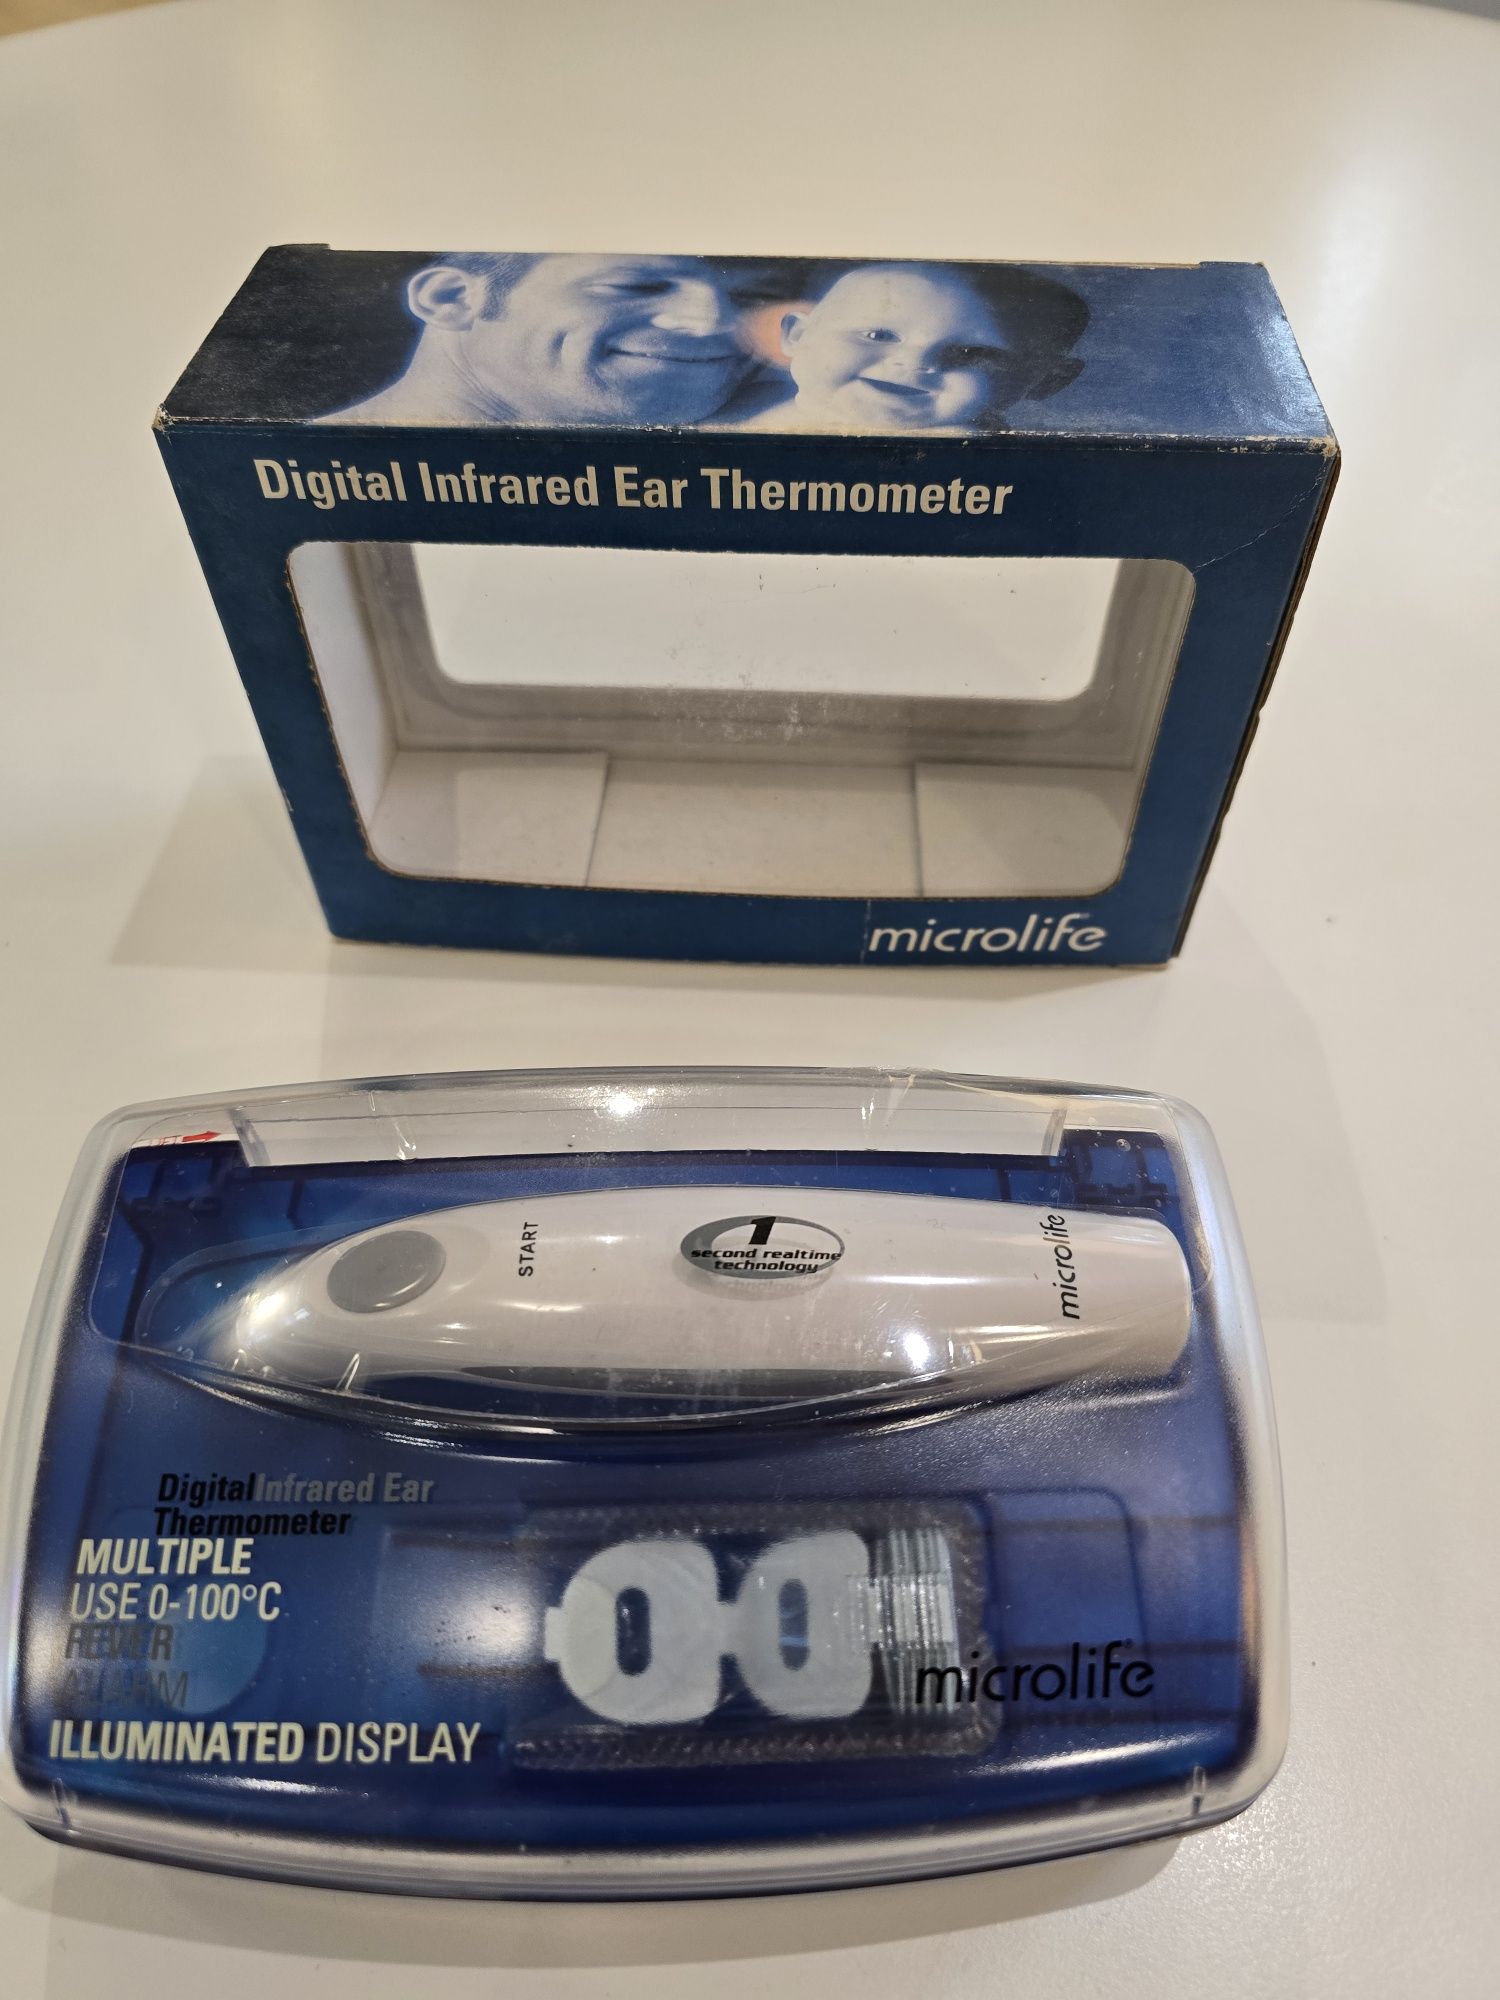 Digital Infrared Ear Thermometer
microlife
START
1
second realtime
technology
microlife
Digital Infrared Ear
Thermometer
MULTIPLE
USE 0-100°C
FEVER
ALARM
ILLUMINATED DISPLAY
microlife